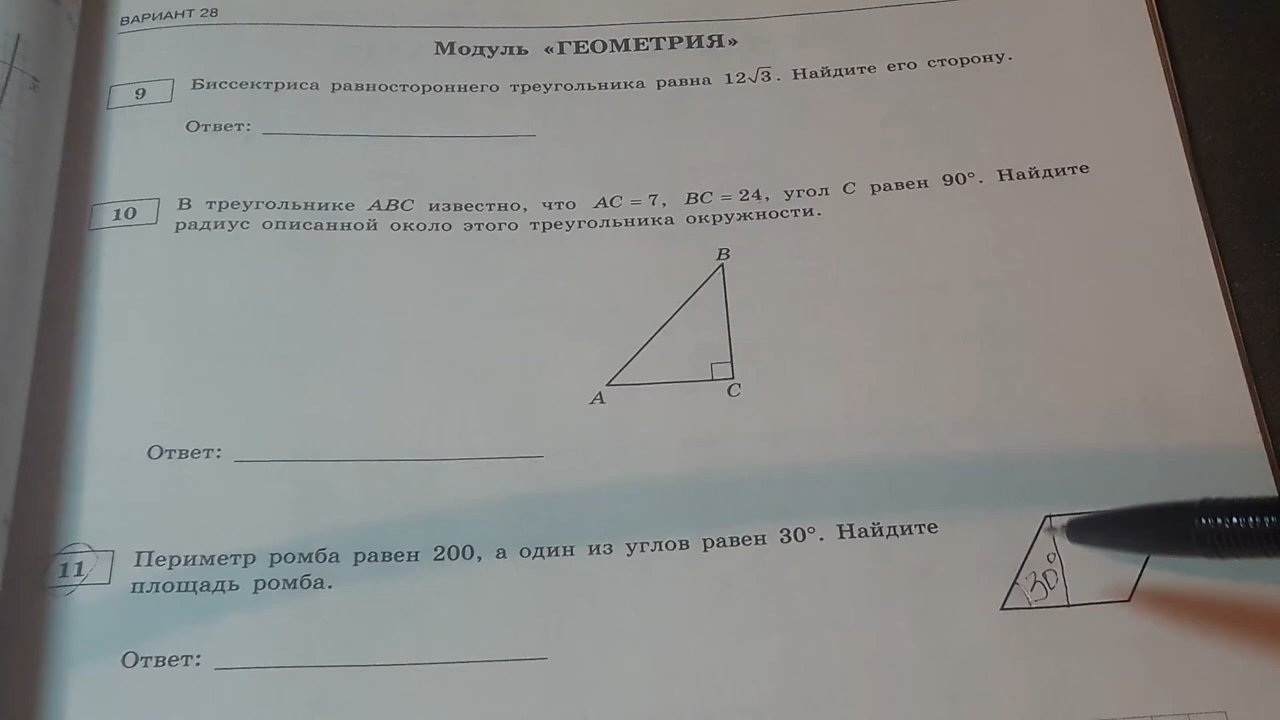 ВАРИАНТ 28
Модуль «ГЕОМЕТРИЯ»
9
Биссектриса равностороннего треугольника равна 12√3. Найдите его сторону.
Ответ:
10
В треугольнике ABC известно, что AC = 7, BC = 24, угол C равен 90°. Найдите
радиус описанной около этого треугольника окружности.
B
A
C
Ответ:
11
Периметр ромба равен 200, а один из углов равен 30°. Найдите
площадь ромба.
30°
Ответ: